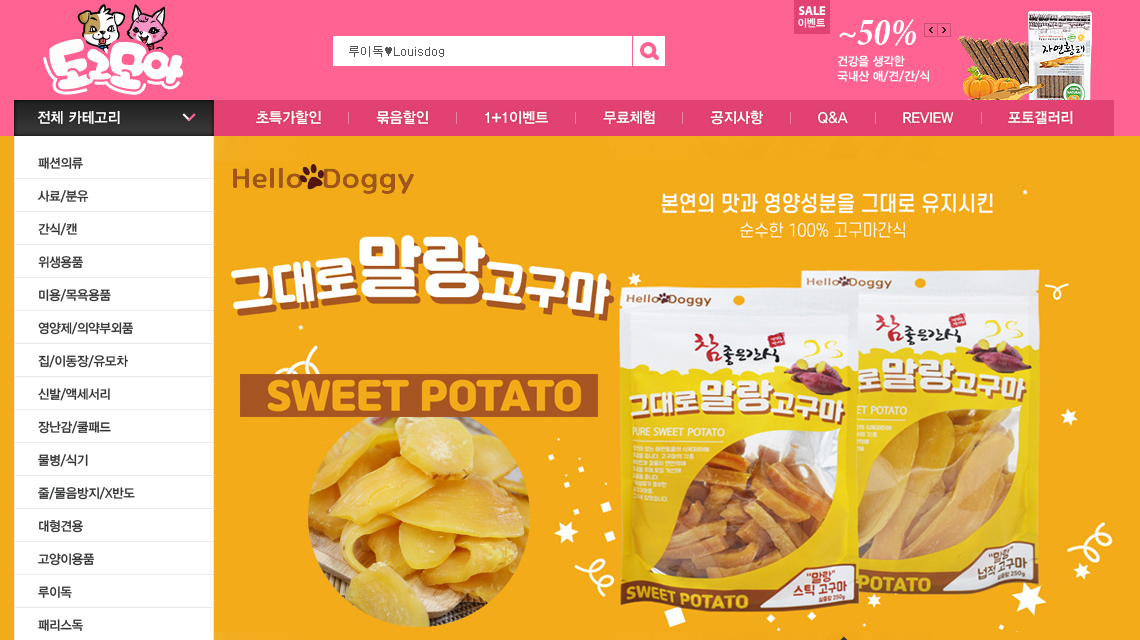 도그모아
루이독♥Louisdog
SALE
이벤트
~50%
건강을 생각한
국내산 애/견/간/식
자연황태
전체 카테고리
초특가할인
묶음할인
1+1이벤트
무료체험
공지사항
Q&A
REVIEW
포토갤러리
패션의류
사료/분유
간식/캔
위생용품
미용/목욕용품
영양제/의약부외품
집/이동장/유모차
신발/액세서리
장난감/쿨패드
물병/식기
줄/물음방지/X반도
대형견용
고양이용품
루이독
패리스독
Hello Doggy
그대로 말랑 고구마
SWEET POTATO
본연의 맛과 영양성분을 그대로 유지시킨
순수한 100% 고구마간식
Hello Doggy
참좋은간식
그대로말랑고구마
PURE SWEET POTATO
"말랑"
스틱 고구마
실중량 250g
SWEET POTATO
Hello Doggy
참좋은간식
로말랑고구마
POTATO
"말랑"
넙적 고구마
실중량 250g
POTATO